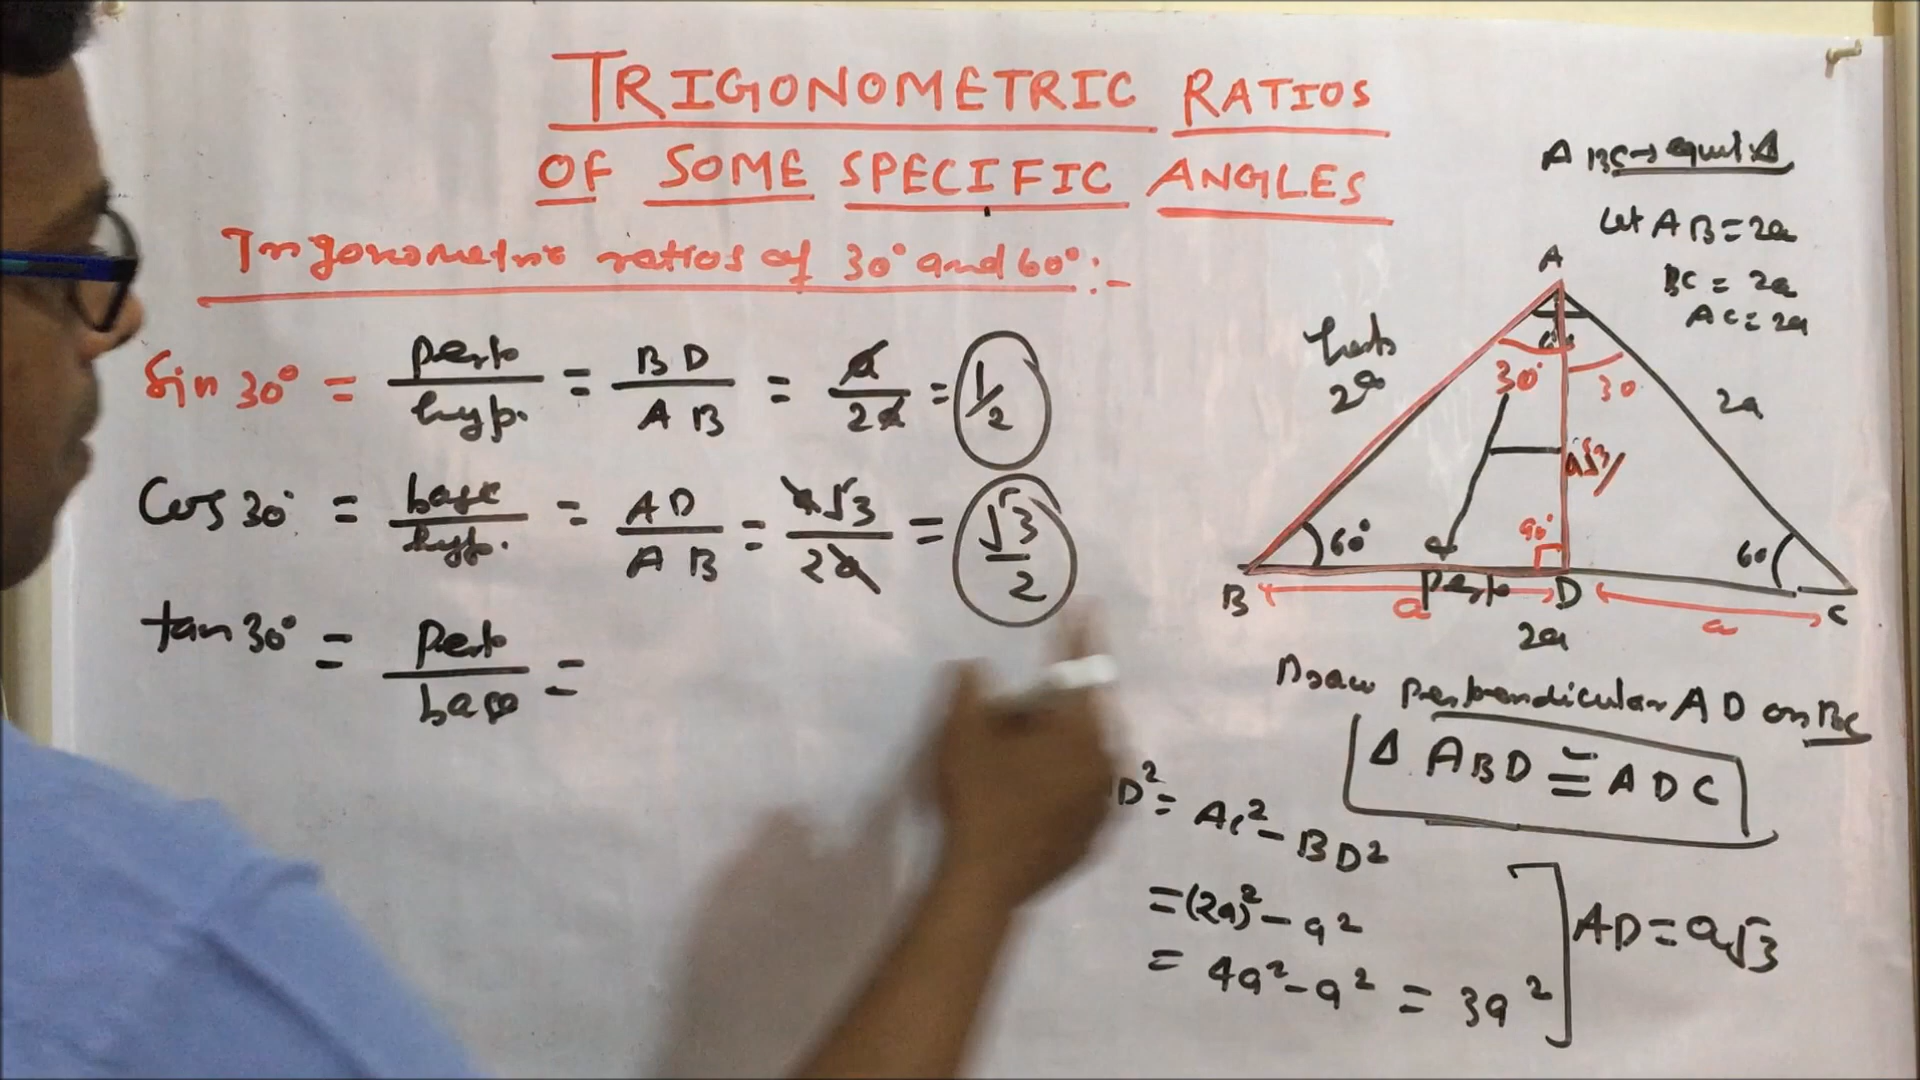 TRIGONOMETRIC RATIOS
OF SOME SPECIFIC ANGLES
Trigonometric ratios of 30° and 60° :-
Sin 30° = perp/hyp. = BD/AB = a/2a = 1/2
Cos 30° = base/hyp. = AD/AB = a√3/2a = √3/2
tan 30° = Perp/base =
ABC → equil. Δ
Let AB = 2a
BC = 2a
AC = 2a
A
2a
30°
30
2a
a√3
60°
90°
60
B
a
perp
D
a
C
2a
Draw perpendicular AD on BC
Δ ABD ≅ ADC
D² = AC² - BD²
= (2a)² - a²
= 4a² - a² = 3a²
AD = a√3